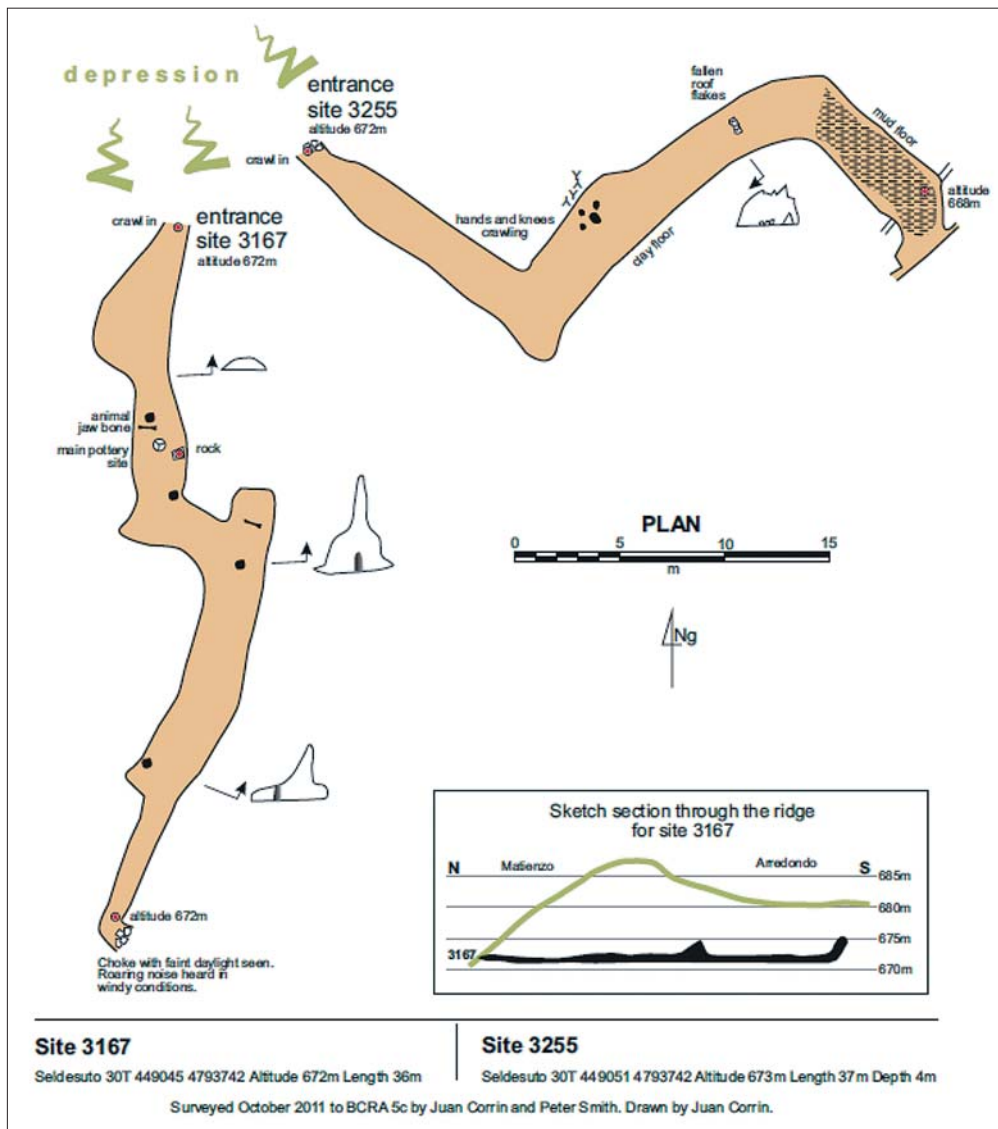 depression
entrance
site 3255
altitude 672m
crawl in
fallen
roof
flakes
mud floor
altitude
668m
crawl in
entrance
site 3167
altitude 672m
hands and knees
crawling
clay floor
animal
jaw bone
main pottery
site
rock
PLAN
0 5 10 15
m
Ng
altitude 672m
Choke with faint daylight seen.
Roaring noise heard in
windy conditions.
Sketch section through the ridge
for site 3167
N Matienzo Arredondo S
685m
680m
675m
3167
670m
Site 3167
Seldesuto 30T 449045 4793742 Altitude 672m Length 36m
Site 3255
Seldesuto 30T 449051 4793742 Altitude 673m Length 37m Depth 4m
Surveyed October 2011 to BCRA 5c by Juan Corrin and Peter Smith. Drawn by Juan Corrin.